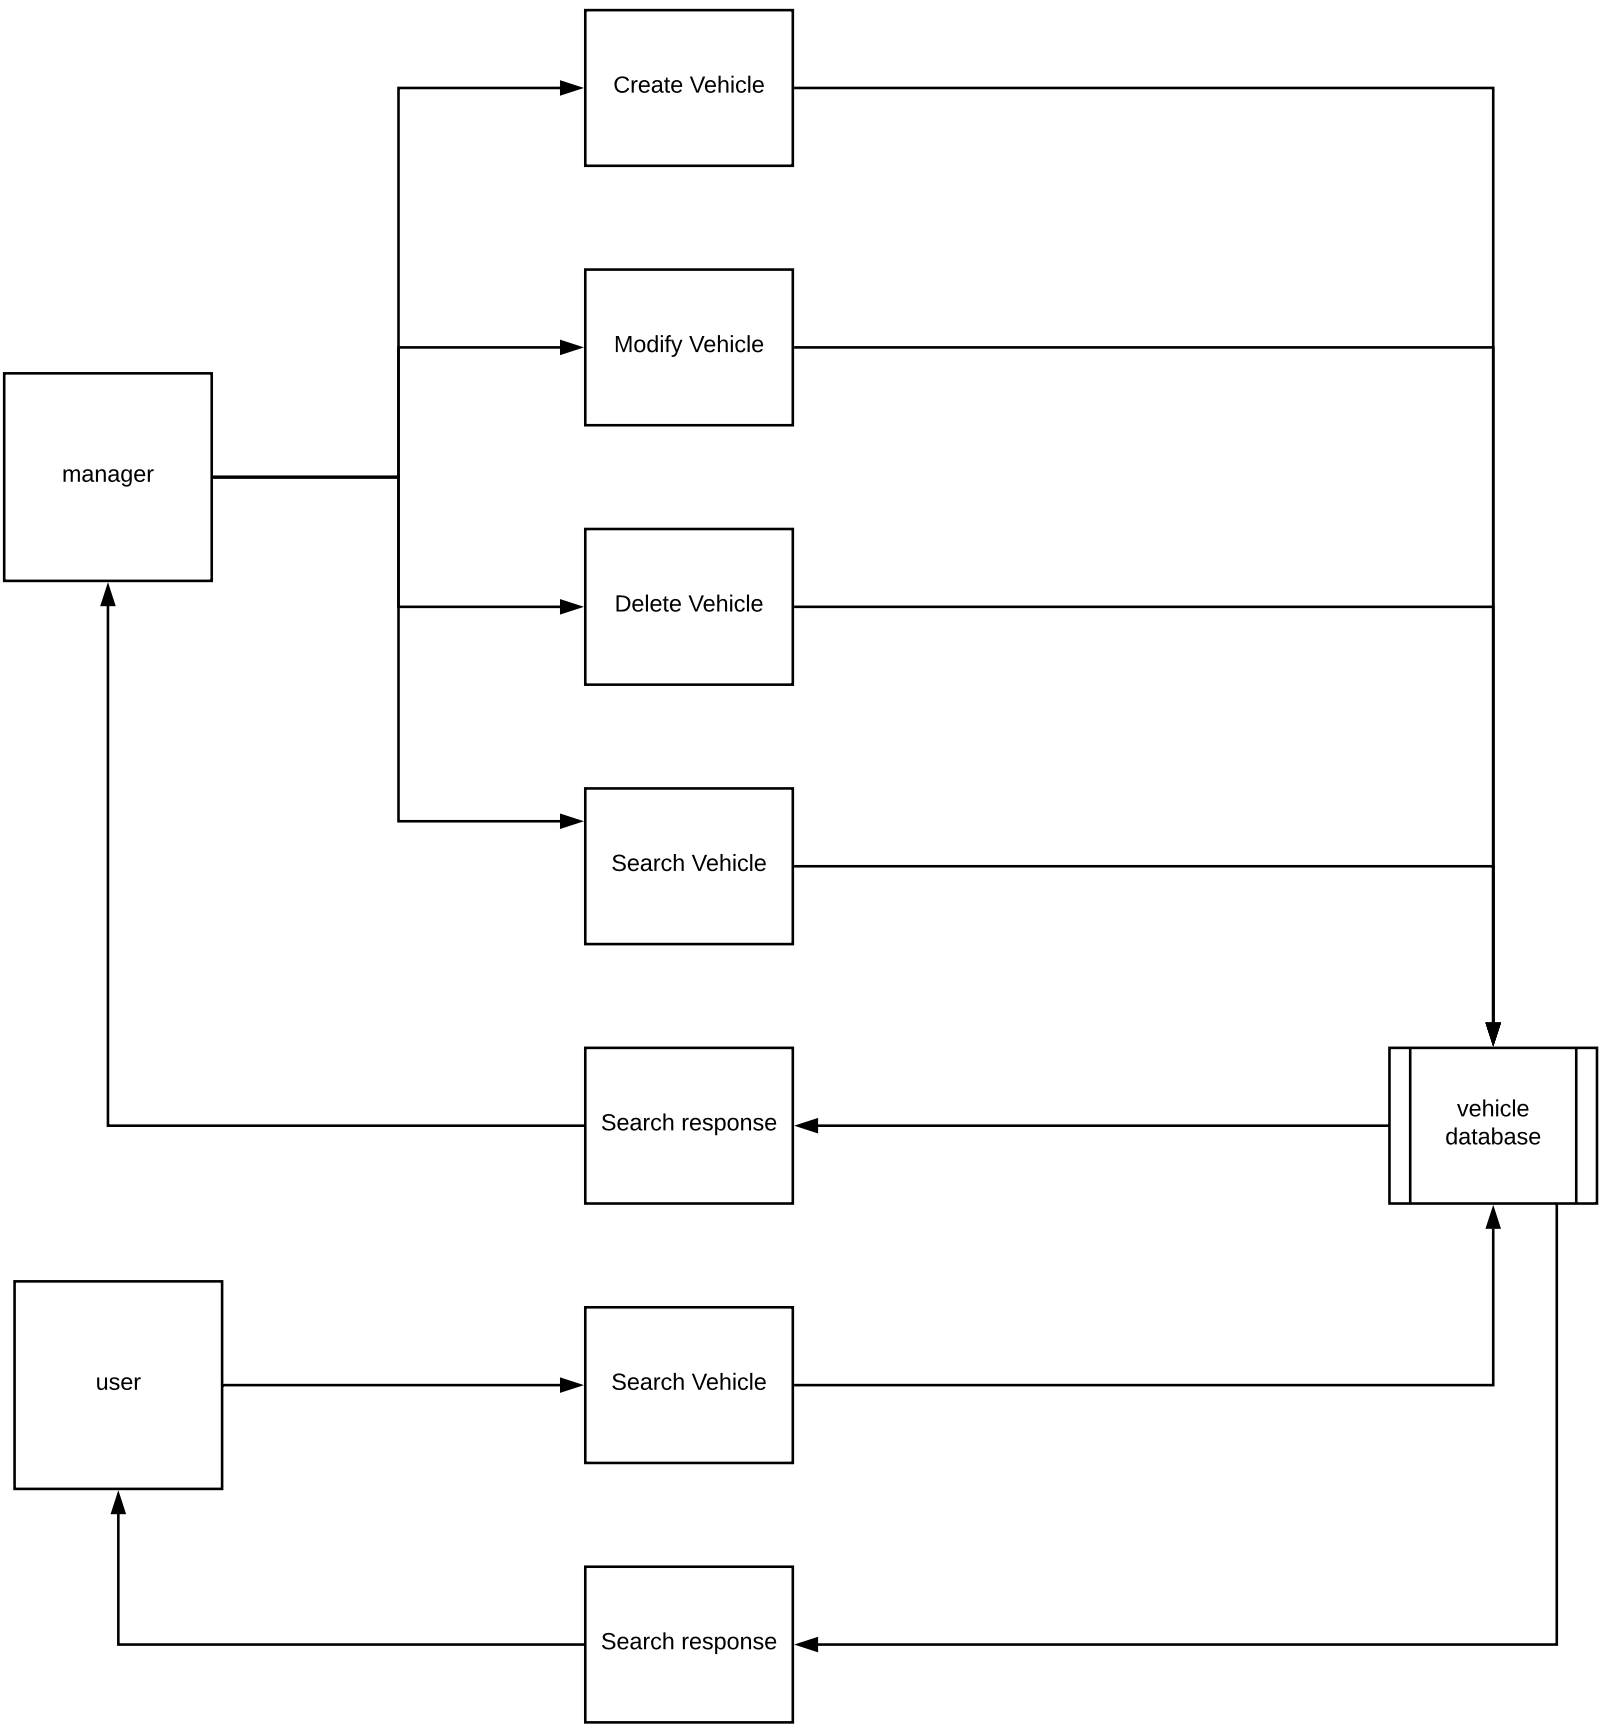 Create Vehicle
Modify Vehicle
manager
Delete Vehicle
Search Vehicle
Search response
vehicle
database
user
Search Vehicle
Search response